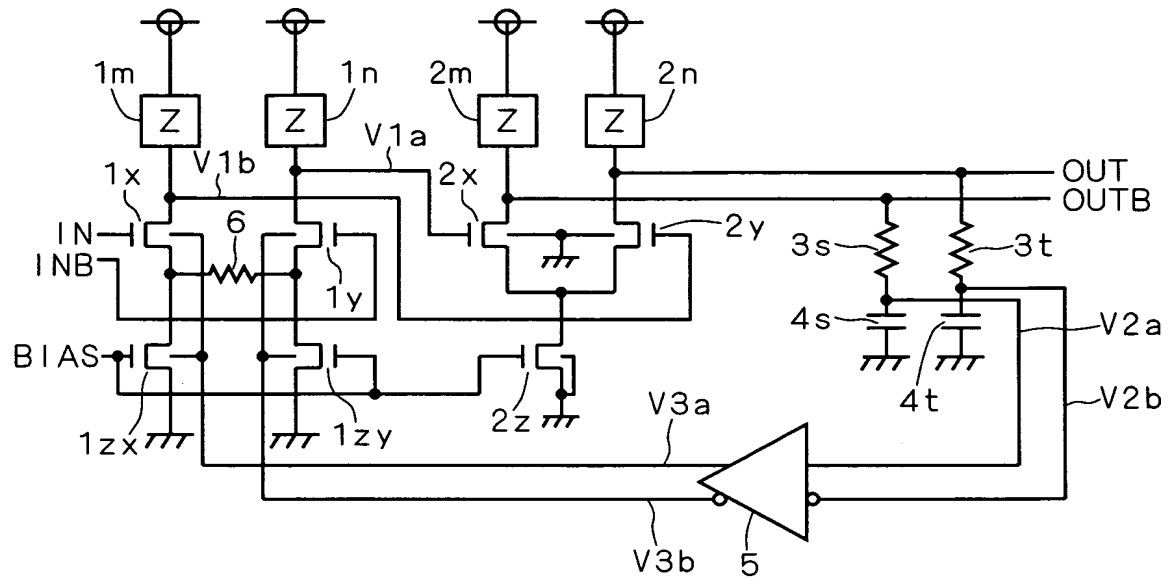 1m
1n
2m
2n
Z
Z
Z
Z
V1a
V1b
1x
2x
OUT
OUTB
6
2y
IN
3s
3t
INB
1y
4s
V2a
BIAS
4t
V2b
2z
1zx
1zy
V3a
V3b
5